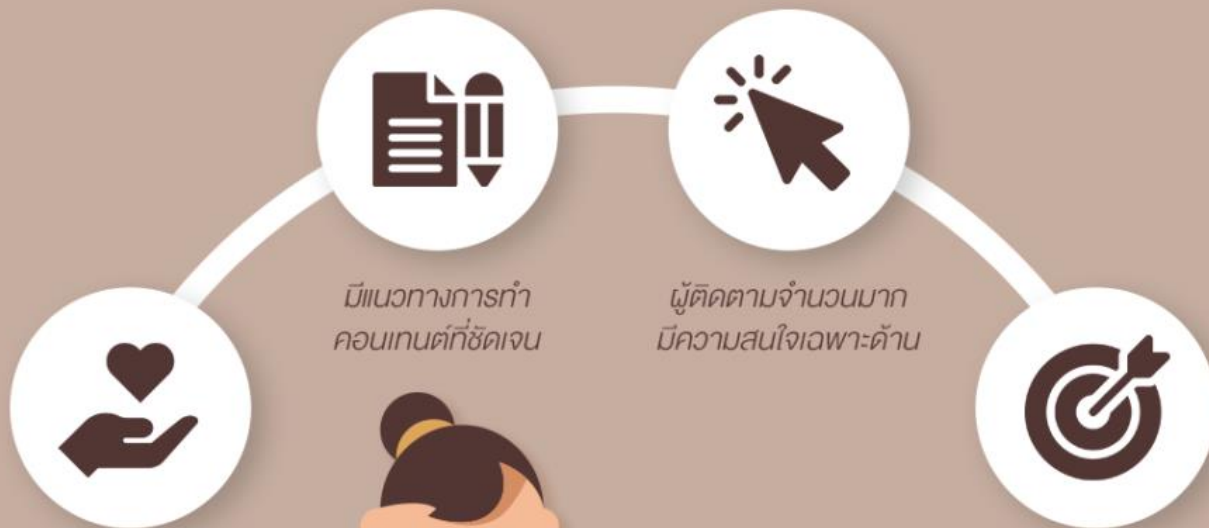 มีแนวทางการทำ
คอนเทนต์ที่ชัดเจน
ผู้ติดตามจำนวนมาก
มีความสนใจเฉพาะด้าน